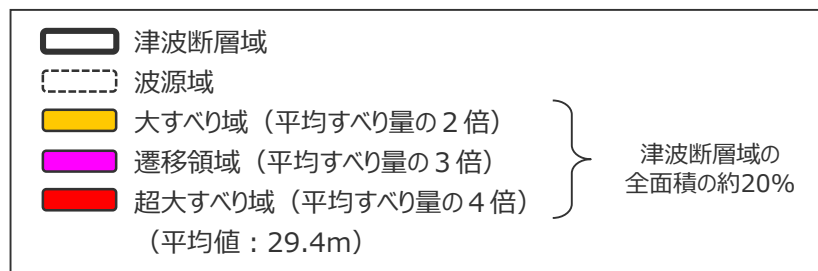 津波断層域
波源域
大すべり域（平均すべり量の２倍）
遷移領域（平均すべり量の３倍）
超大すべり域（平均すべり量の４倍）
（平均値：29.4m）
津波断層域の
全面積の約20%